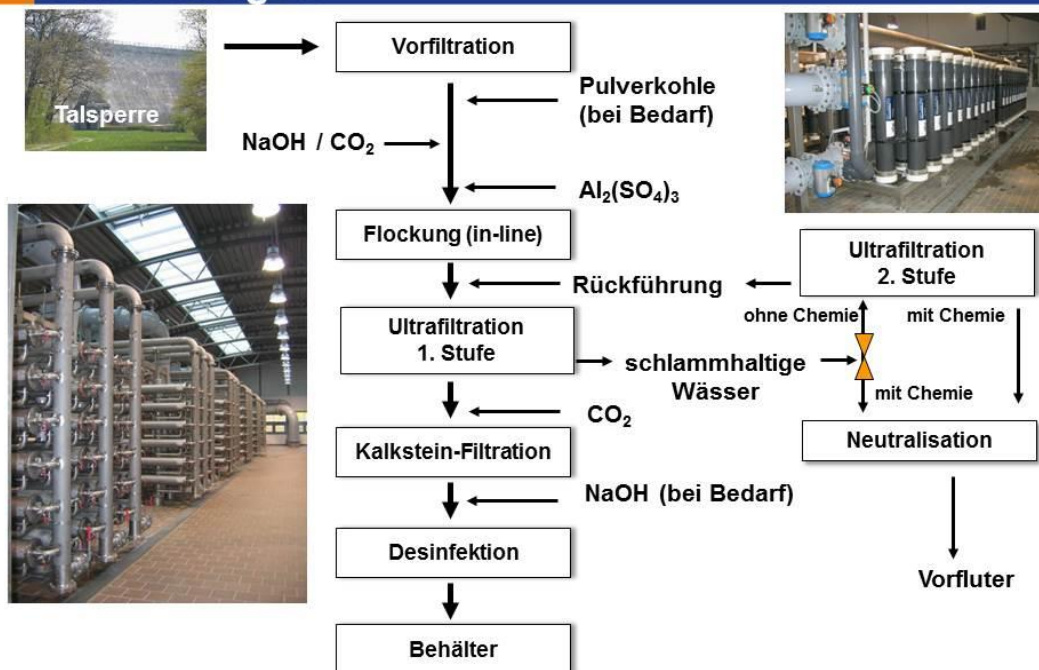 Talsperre
Vorfiltration
Pulverkohle
(bei Bedarf)
NaOH / CO₂
Al₂(SO₄)₃
Flockung (in-line)
Ultrafiltration
2. Stufe
Rückführung
ohne Chemie
mit Chemie
Ultrafiltration
1. Stufe
schlammhaltige
Wässer
mit Chemie
CO₂
Kalkstein-Filtration
Neutralisation
NaOH (bei Bedarf)
Desinfektion
Vorfluter
Behälter